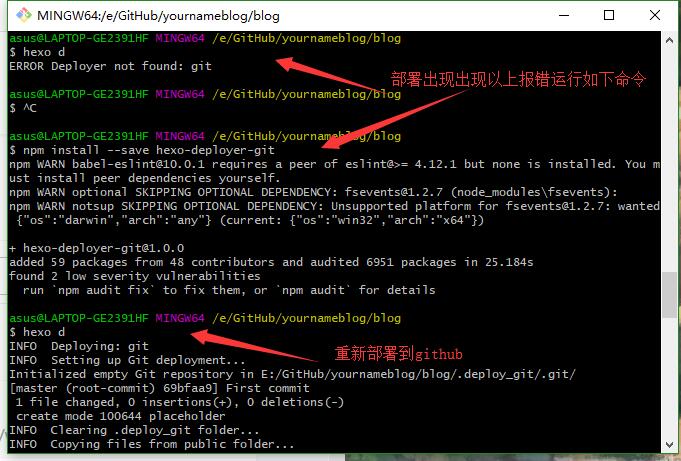 MINGW64:/e/GitHub/yournameblog/blog
asus@LAPTOP-GE2391HF MINGW64 /e/GitHub/yournameblog/blog
$ hexo d
ERROR Deployer not found: git
部署出现出现以上报错运行如下命令
asus@LAPTOP-GE2391HF MINGW64 /e/GitHub/yournameblog/blog
$ ^C
asus@LAPTOP-GE2391HF MINGW64 /e/GitHub/yournameblog/blog
$ npm install --save hexo-deployer-git
npm WARN babel-eslint@10.0.1 requires a peer of eslint@>= 4.12.1 but none is installed. You m
ust install peer dependencies yourself.
npm WARN optional SKIPPING OPTIONAL DEPENDENCY: fsevents@1.2.7 (node_modules\fsevents):
npm WARN notsup SKIPPING OPTIONAL DEPENDENCY: Unsupported platform for fsevents@1.2.7: wanted
{"os":"darwin","arch":"any"} (current: {"os":"win32","arch":"x64"})
+ hexo-deployer-git@1.0.0
added 59 packages from 48 contributors and audited 6951 packages in 25.184s
found 2 low severity vulnerabilities
run `npm audit fix` to fix them, or `npm audit` for details
asus@LAPTOP-GE2391HF MINGW64 /e/GitHub/yournameblog/blog
$ hexo d
INFO  Deploying: git
INFO  Setting up Git deployment...
重新部署到github
Initialized empty Git repository in E:/GitHub/yournameblog/blog/.deploy_git/.git/
[master (root-commit) 69bfaa9] First commit
1 file changed, 0 insertions(+), 0 deletions(-)
create mode 100644 placeholder
INFO  Clearing .deploy_git folder...
INFO  Copying files from public folder...